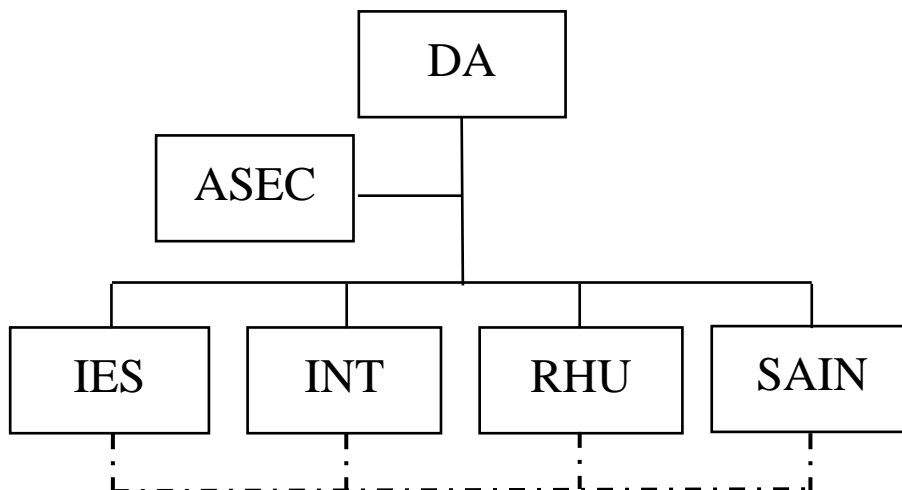 DA
ASEC
IES
INT
RHU
SAIN